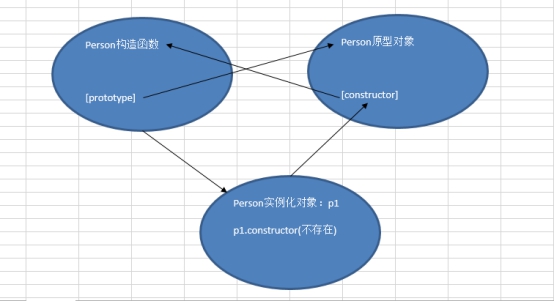 Person构造函数
[prototype]
Person原型对象
[constructor]
Person实例化对象：p1
p1.constructor(不存在)